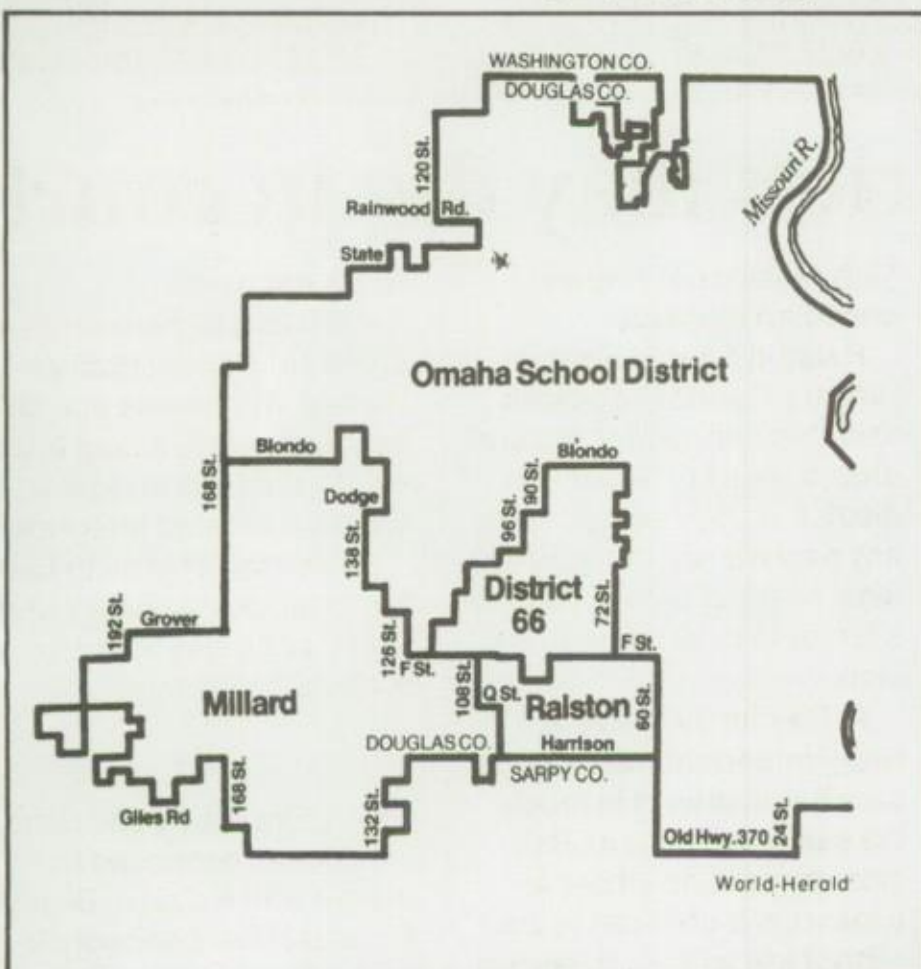 WASHINGTON CO.
DOUGLAS CO.
120 St.
Missouri R.
Rainwood Rd.
State
Omaha School District
Blondo
Blondo
168 St.
90 St.
Dodge
96 St.
138 St.
District
66
72 St.
192 St.
Grover
126 St.
F St.
F St.
108 St.
Q St.
Millard
Ralston
60 St.
DOUGLAS CO.
Harrison
SARPY CO.
168 St.
Giles Rd
132 St.
Old Hwy. 370
24 St.
World-Herald